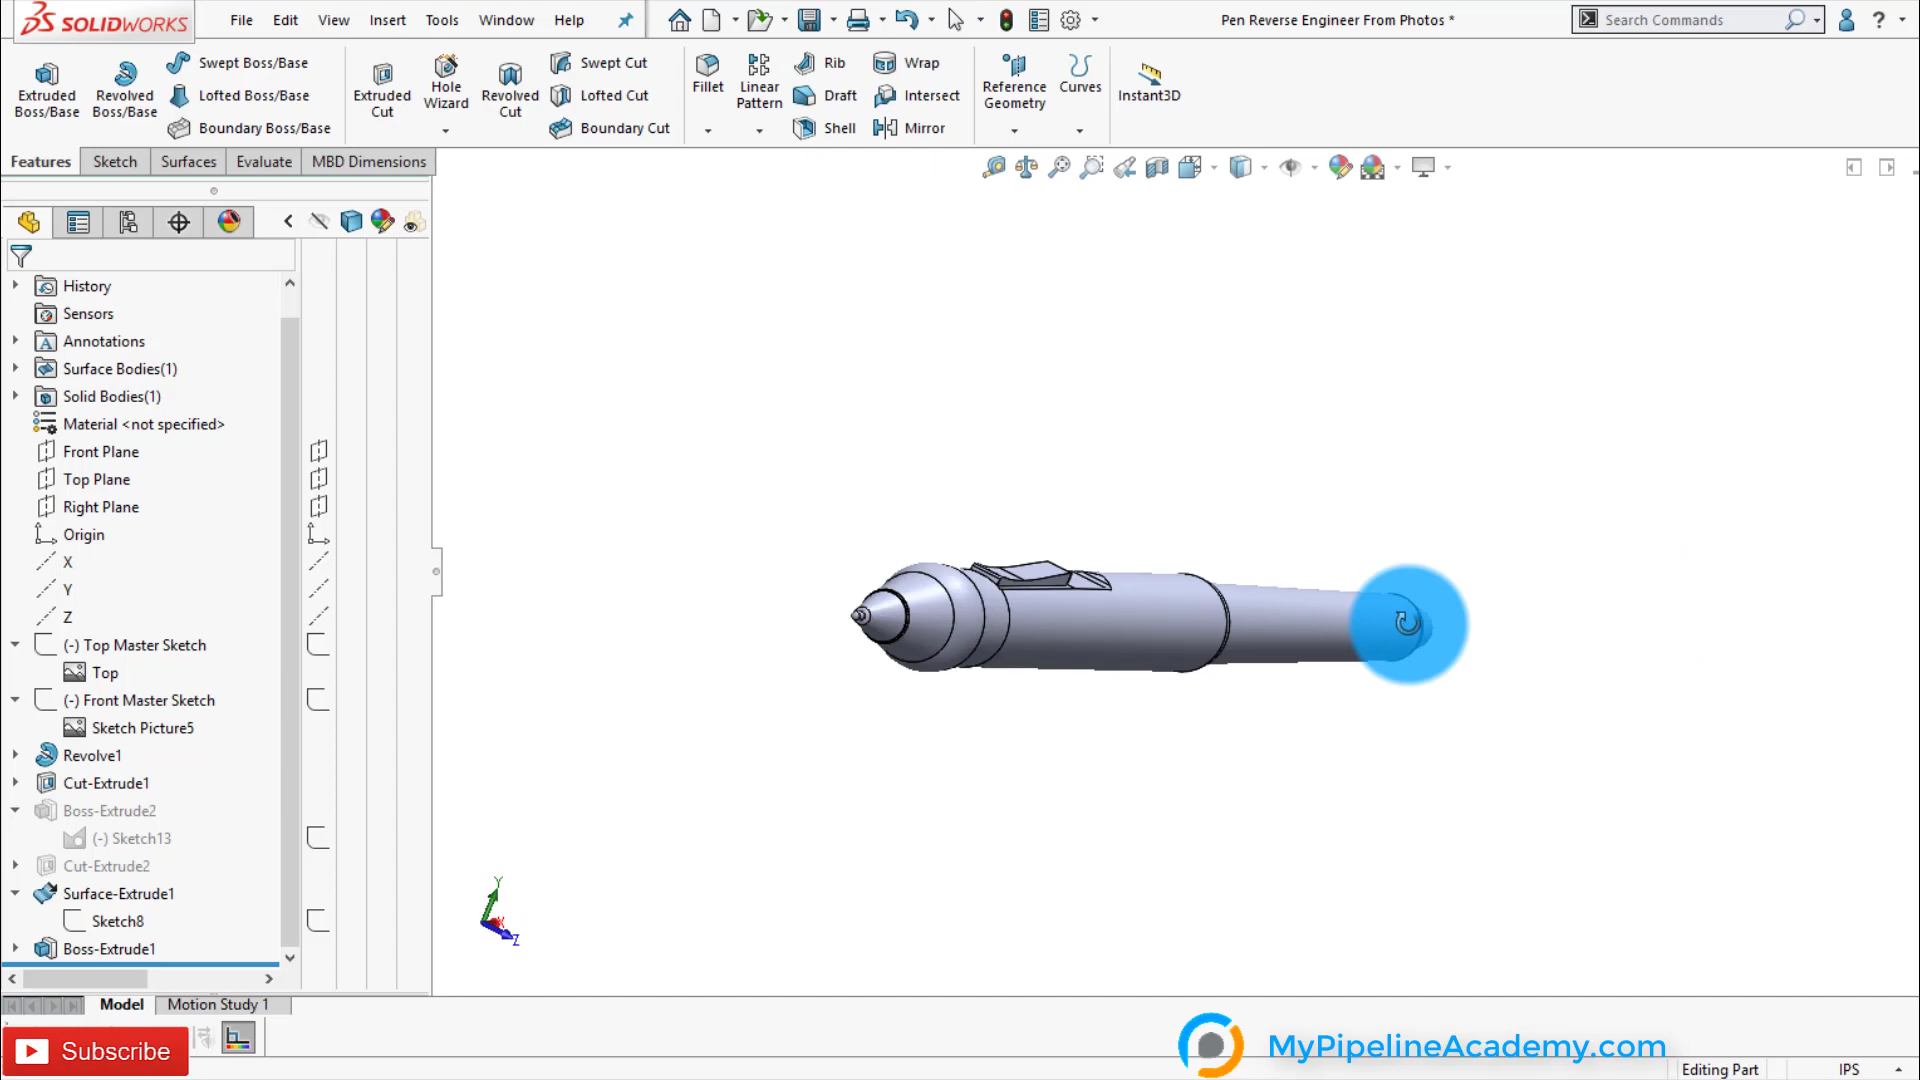 SOLIDWORKS
File Edit View Insert Tools Window Help
Pen Reverse Engineer From Photos *
Search Commands
?
Extruded Boss/Base
Revolved Boss/Base
Swept Boss/Base
Lofted Boss/Base
Boundary Boss/Base
Extruded Cut
Hole Wizard
Revolved Cut
Swept Cut
Lofted Cut
Boundary Cut
Fillet
Linear Pattern
Rib
Draft
Shell
Wrap
Intersect
Mirror
Reference Geometry
Curves
Instant3D
Features Sketch Surfaces Evaluate MBD Dimensions
History
Sensors
A Annotations
Surface Bodies(1)
Solid Bodies(1)
Material <not specified>
Front Plane
Top Plane
Right Plane
Origin
X
Y
Z
(-) Top Master Sketch
Top
(-) Front Master Sketch
Sketch Picture5
Revolve1
Cut-Extrude1
Boss-Extrude2
(-) Sketch13
Cut-Extrude2
Surface-Extrude1
Sketch8
Boss-Extrude1
Y
X
Z
Model Motion Study 1
Subscribe
MyPipelineAcademy.com
Editing Part IPS